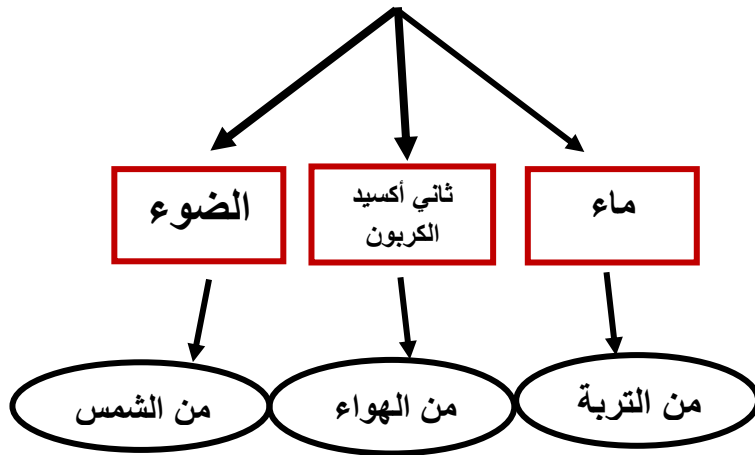 ماء
ثاني أكسيد
الكربون
الضوء
من التربة
من الهواء
من الشمس